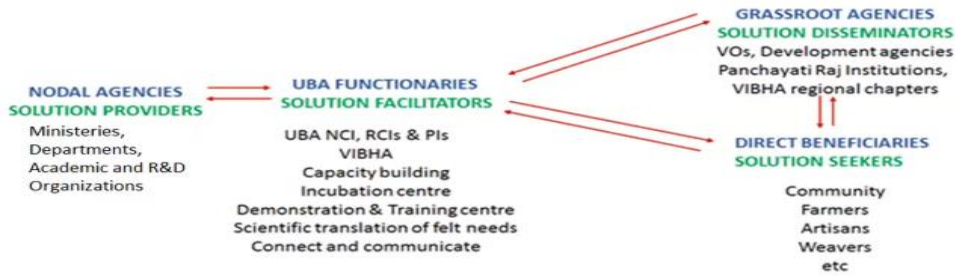 NODAL AGENCIES
SOLUTION PROVIDERS
Ministeries,
Departments,
Academic and R&D
Organizations
UBA FUNCTIONARIES
SOLUTION FACILITATORS
UBA NCI, RCIs & PIs
VIBHA
Capacity building
Incubation centre
Demonstration & Training centre
Scientific translation of felt needs
Connect and communicate
GRASSROOT AGENCIES
SOLUTION DISSEMINATORS
VOs, Development agencies
Panchayati Raj Institutions,
VIBHA regional chapters
DIRECT BENEFICIARIES
SOLUTION SEEKERS
Community
Farmers
Artisans
Weavers
etc